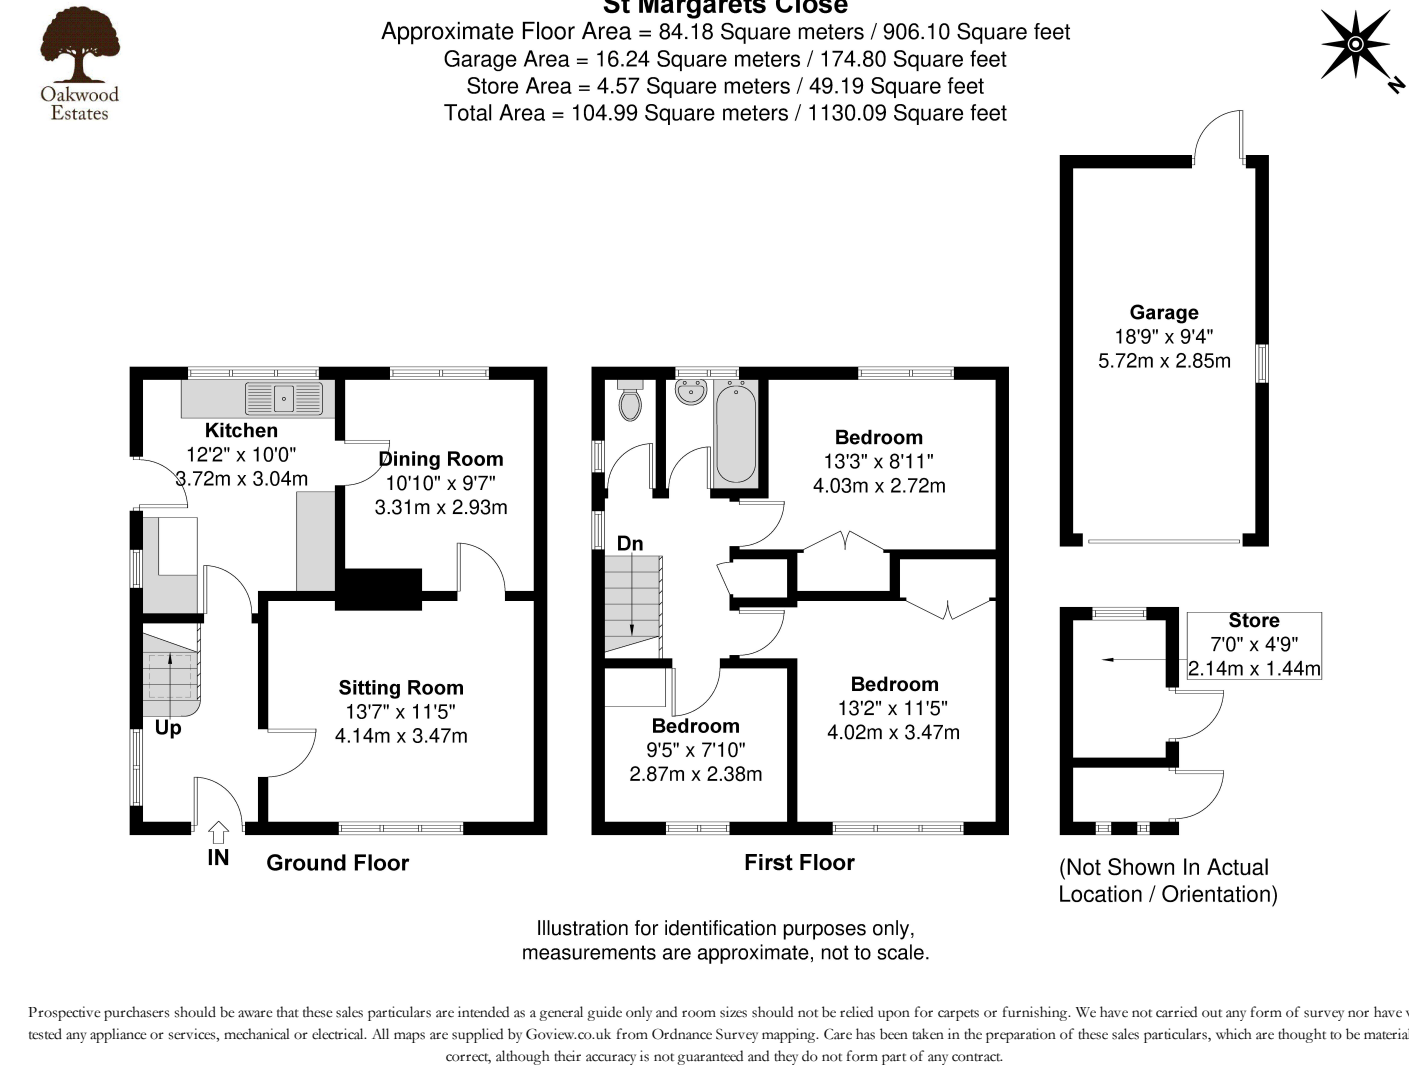 St Margarets Close
Approximate Floor Area = 84.18 Square meters / 906.10 Square feet
Garage Area = 16.24 Square meters / 174.80 Square feet
Store Area = 4.57 Square meters / 49.19 Square feet
Total Area = 104.99 Square meters / 1130.09 Square feet
Oakwood
Estates
N
Garage
18'9" x 9'4"
5.72m x 2.85m
Kitchen
12'2" x 10'0"
3.72m x 3.04m
Dining Room
10'10" x 9'7"
3.31m x 2.93m
Sitting Room
13'7" x 11'5"
4.14m x 3.47m
Up
IN
Ground Floor
Bedroom
13'3" x 8'11"
4.03m x 2.72m
Dn
Bedroom
13'2" x 11'5"
4.02m x 3.47m
Bedroom
9'5" x 7'10"
2.87m x 2.38m
First Floor
Store
7'0" x 4'9"
2.14m x 1.44m
(Not Shown In Actual
Location / Orientation)
Illustration for identification purposes only,
measurements are approximate, not to scale.
Prospective purchasers should be aware that these sales particulars are intended as a general guide only and room sizes should not be relied upon for carpets or furnishing. We have not carried out any form of survey nor have
tested any appliance or services, mechanical or electrical. All maps are supplied by Goview.co.uk from Ordnance Survey mapping. Care has been taken in the preparation of these sales particulars, which are thought to be
correct, although their accuracy is not guaranteed and they do not form part of any contract.